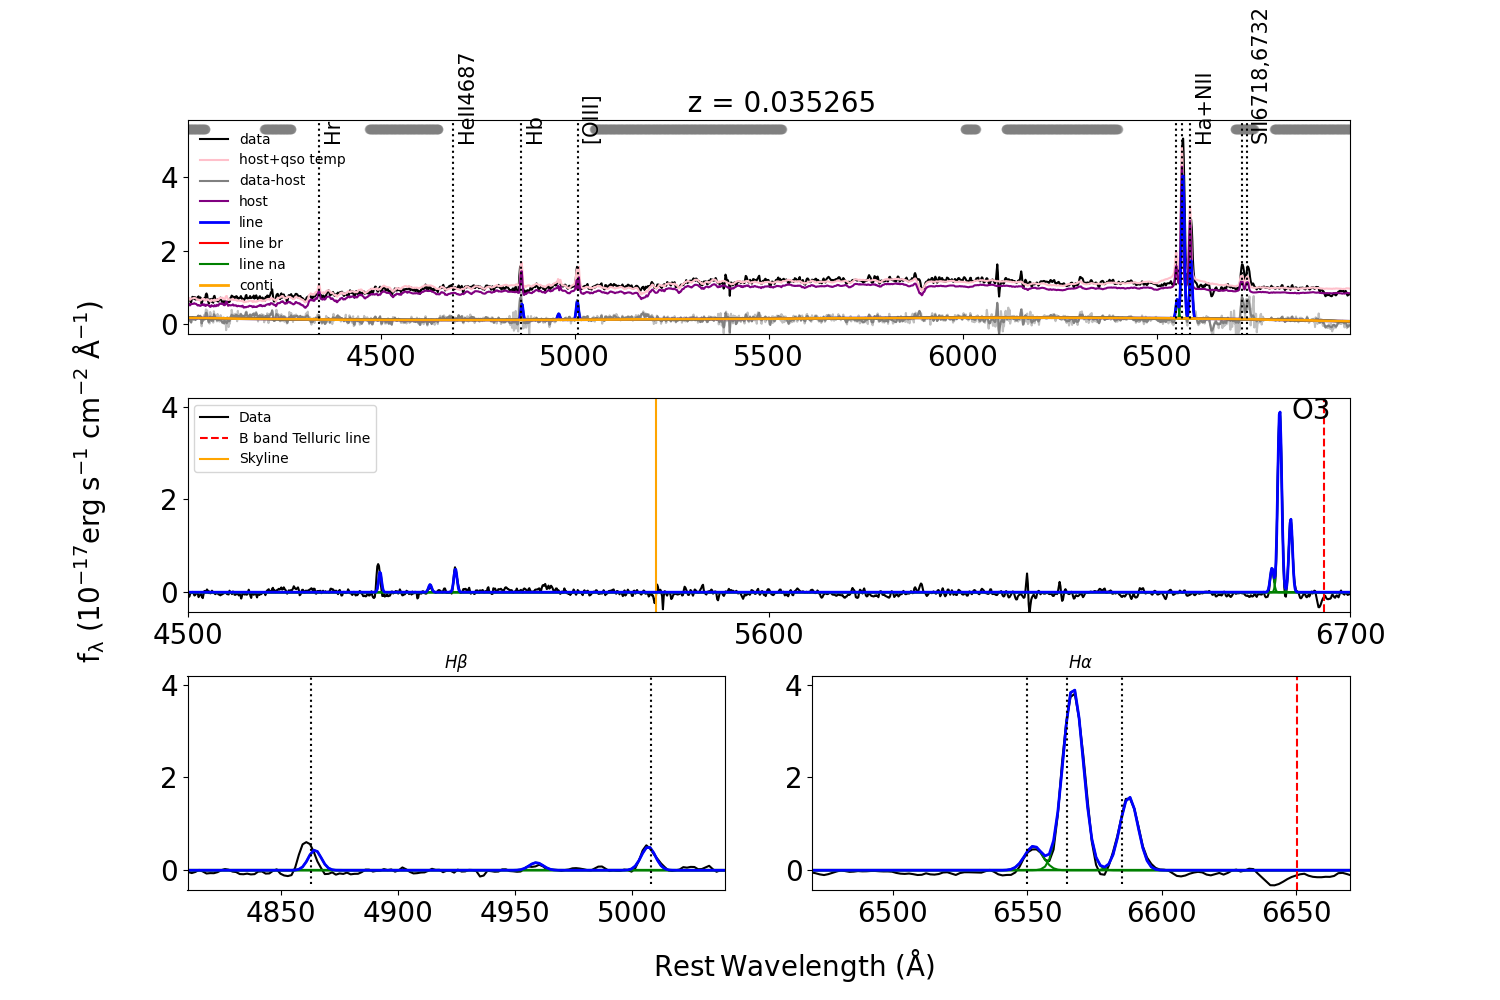 z = 0.035265
Hr
HeII4687
Hb
[OIII]
Ha+NII
SII6718,6732
data
host+qso temp
data-host
host
line
line br
line na
conti
4
2
0
4500 5000 5500 6000 6500
f_λ (10⁻¹⁷erg s⁻¹ cm⁻² Å⁻¹)
Data
B band Telluric line
Skyline
O3
4
2
0
4500 5600 6700
Hβ
4
2
0
4850 4900 4950 5000
Hα
4
2
0
6500 6550 6600 6650
Rest Wavelength (Å)